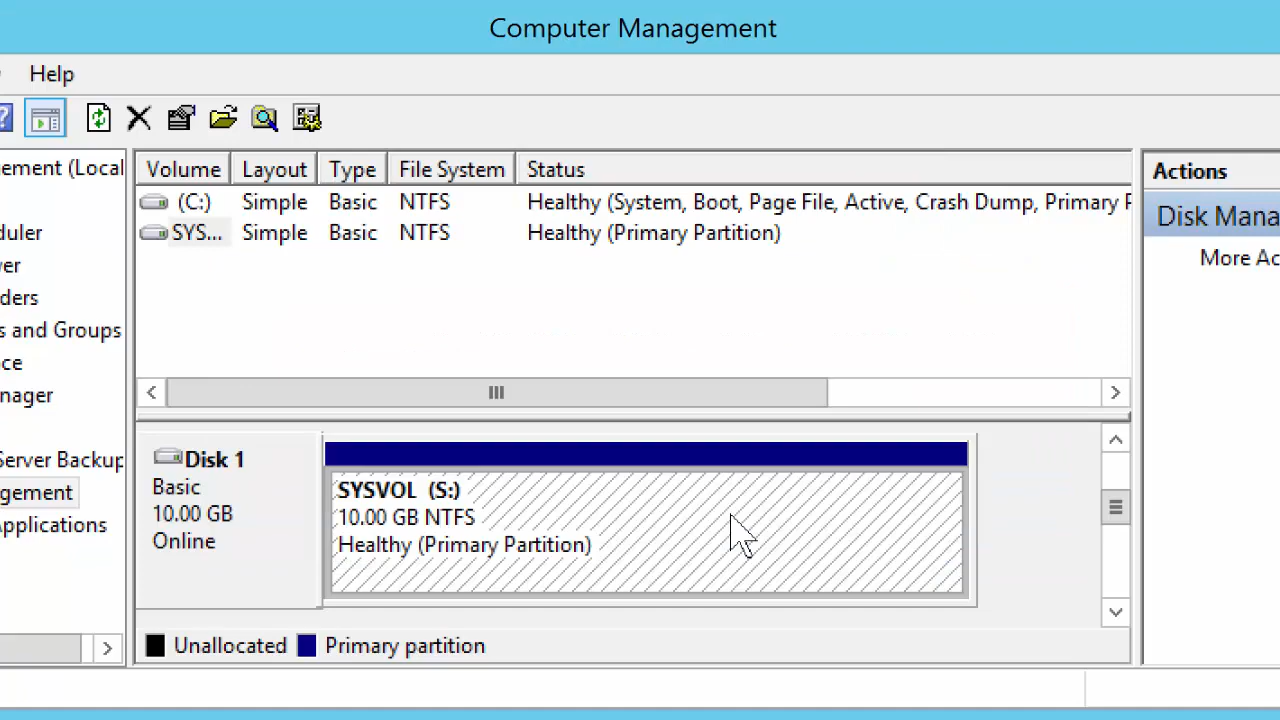 Computer Management
Help
ement (Local
duler
er
ders
s and Groups
ce
nager
Server Backup
gement
Applications
Volume Layout Type File System Status
(C:) Simple Basic NTFS Healthy (System, Boot, Page File, Active, Crash Dump, Primary P
SYS... Simple Basic NTFS Healthy (Primary Partition)
Disk 1
Basic
10.00 GB
Online
SYSVOL (S:)
10.00 GB NTFS
Healthy (Primary Partition)
Unallocated Primary partition
Actions
Disk Mana
More Ac